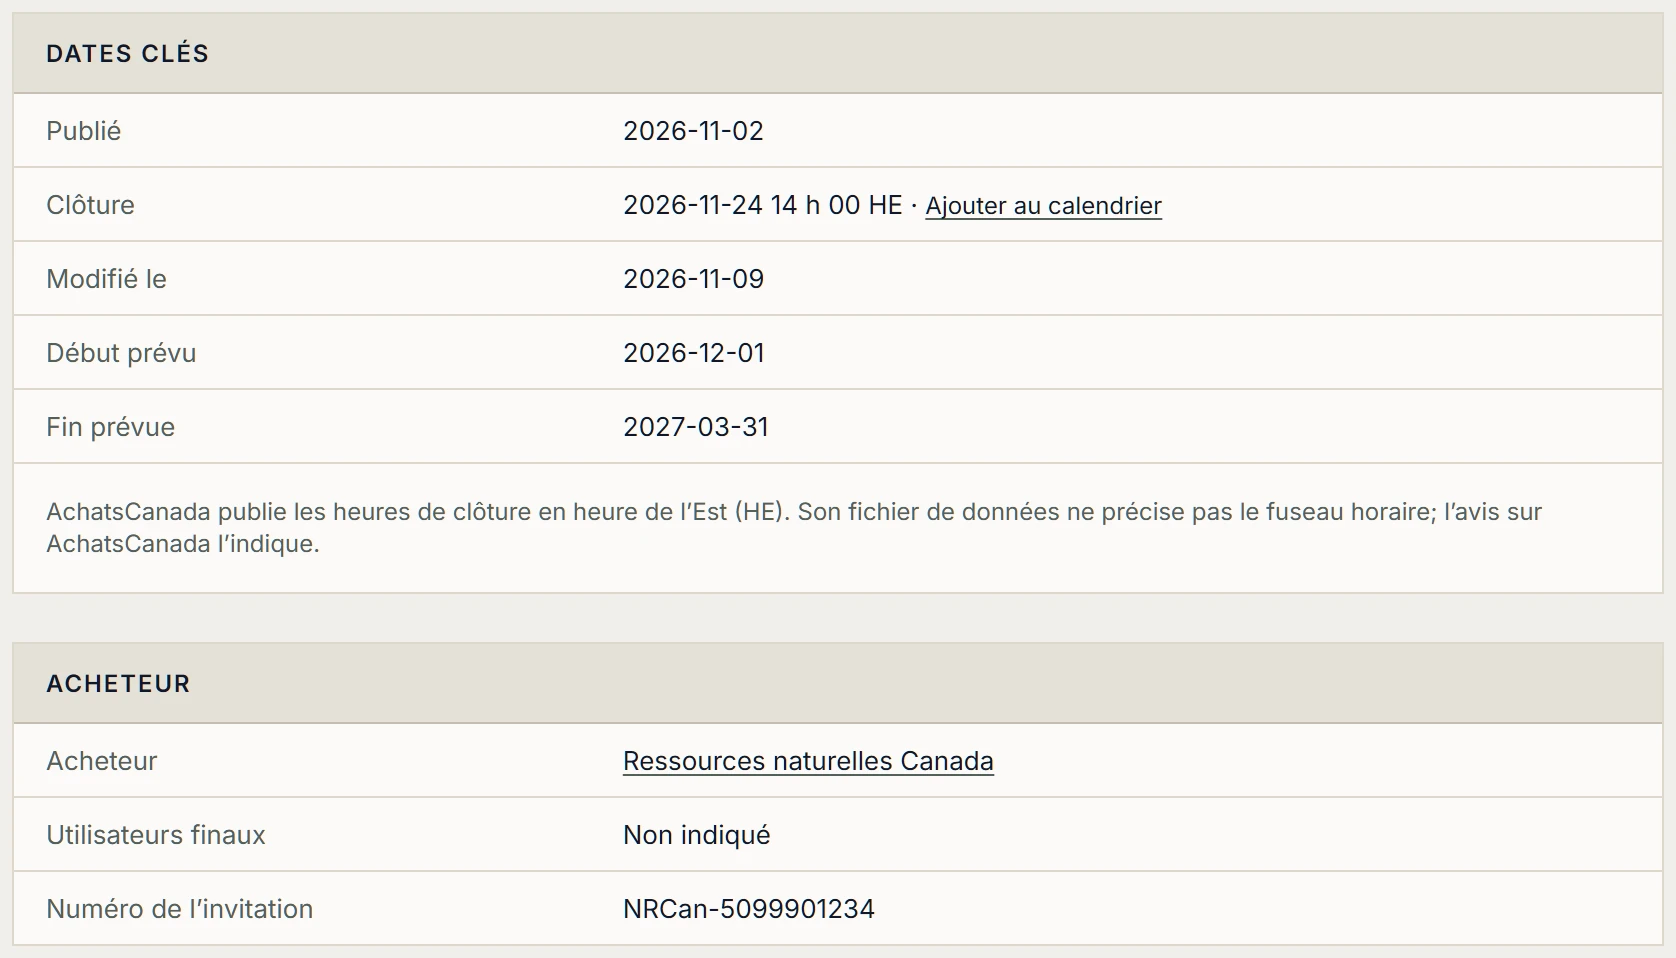 DATES CLÉS
Publié 2026-11-02
Clôture 2026-11-24 14 h 00 HE · Ajouter au calendrier
Modifié le 2026-11-09
Début prévu 2026-12-01
Fin prévue 2027-03-31
AchatsCanada publie les heures de clôture en heure de l’Est (HE). Son fichier de données ne précise pas le fuseau horaire; l’avis sur
AchatsCanada l’indique.
ACHETEUR
Acheteur Ressources naturelles Canada
Utilisateurs finaux Non indiqué
Numéro de l’invitation NRCan-5099901234